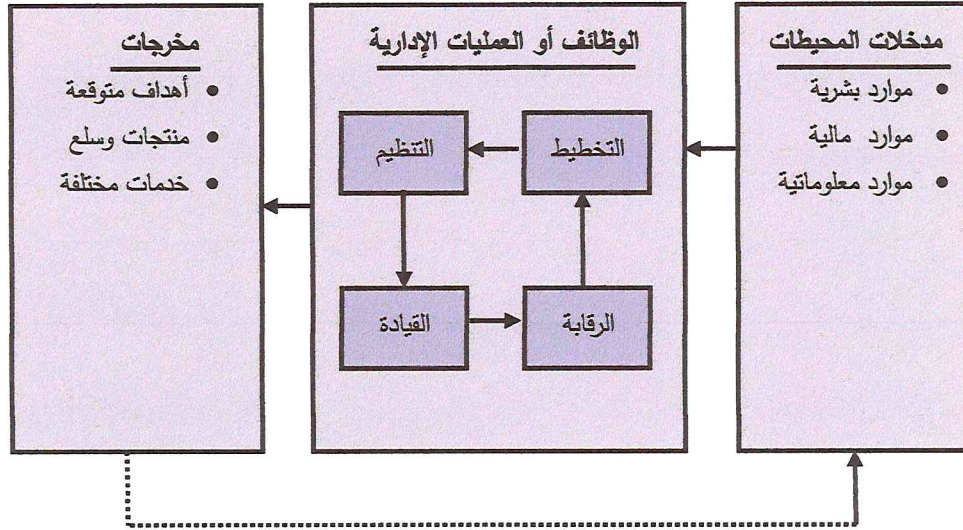 مدخلات المحيطات
• موارد بشرية
• موارد مالية
• موارد معلوماتية
الوظائف أو العمليات الإدارية
التخطيط
التنظيم
القيادة
الرقابة
مخرجات
• أهداف متوقعة
• منتجات وسلع
• خدمات مختلفة